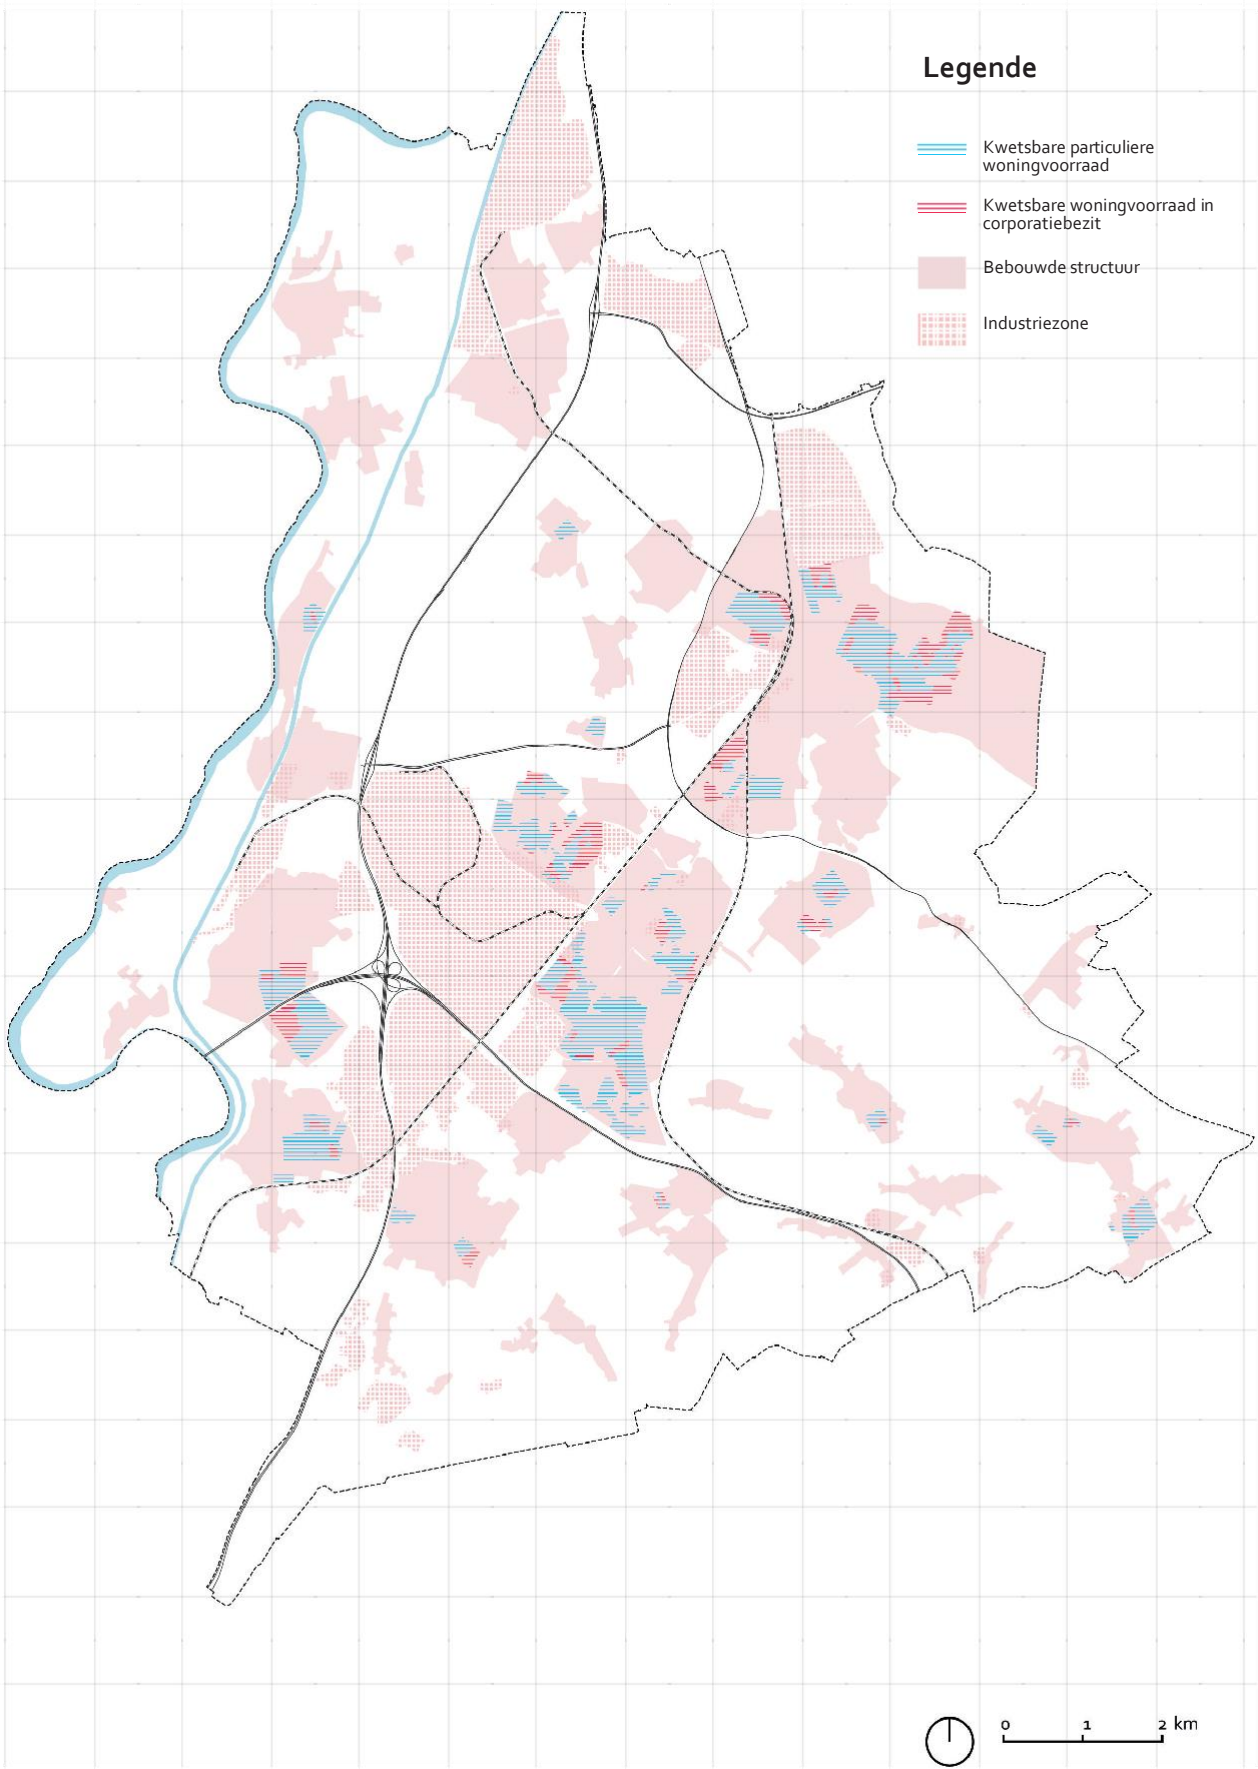 Legende
Kwetsbare particuliere
woningvoorraad
Kwetsbare woningvoorraad in
corporatiebezit
Bebouwde structuur
Industriezone
0 1 2 km